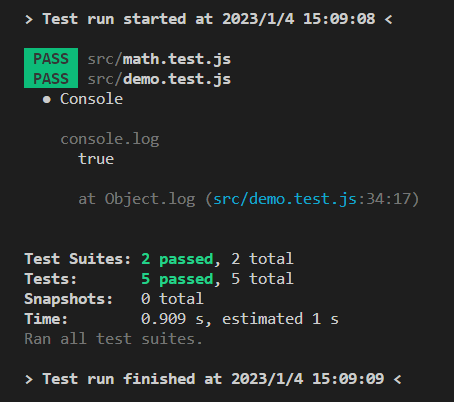 > Test run started at 2023/1/4 15:09:08 <
PASS src/math.test.js
PASS src/demo.test.js
● Console
console.log
true
at Object.log (src/demo.test.js:34:17)
Test Suites: 2 passed, 2 total
Tests: 5 passed, 5 total
Snapshots: 0 total
Time: 0.909 s, estimated 1 s
Ran all test suites.
> Test run finished at 2023/1/4 15:09:09 <